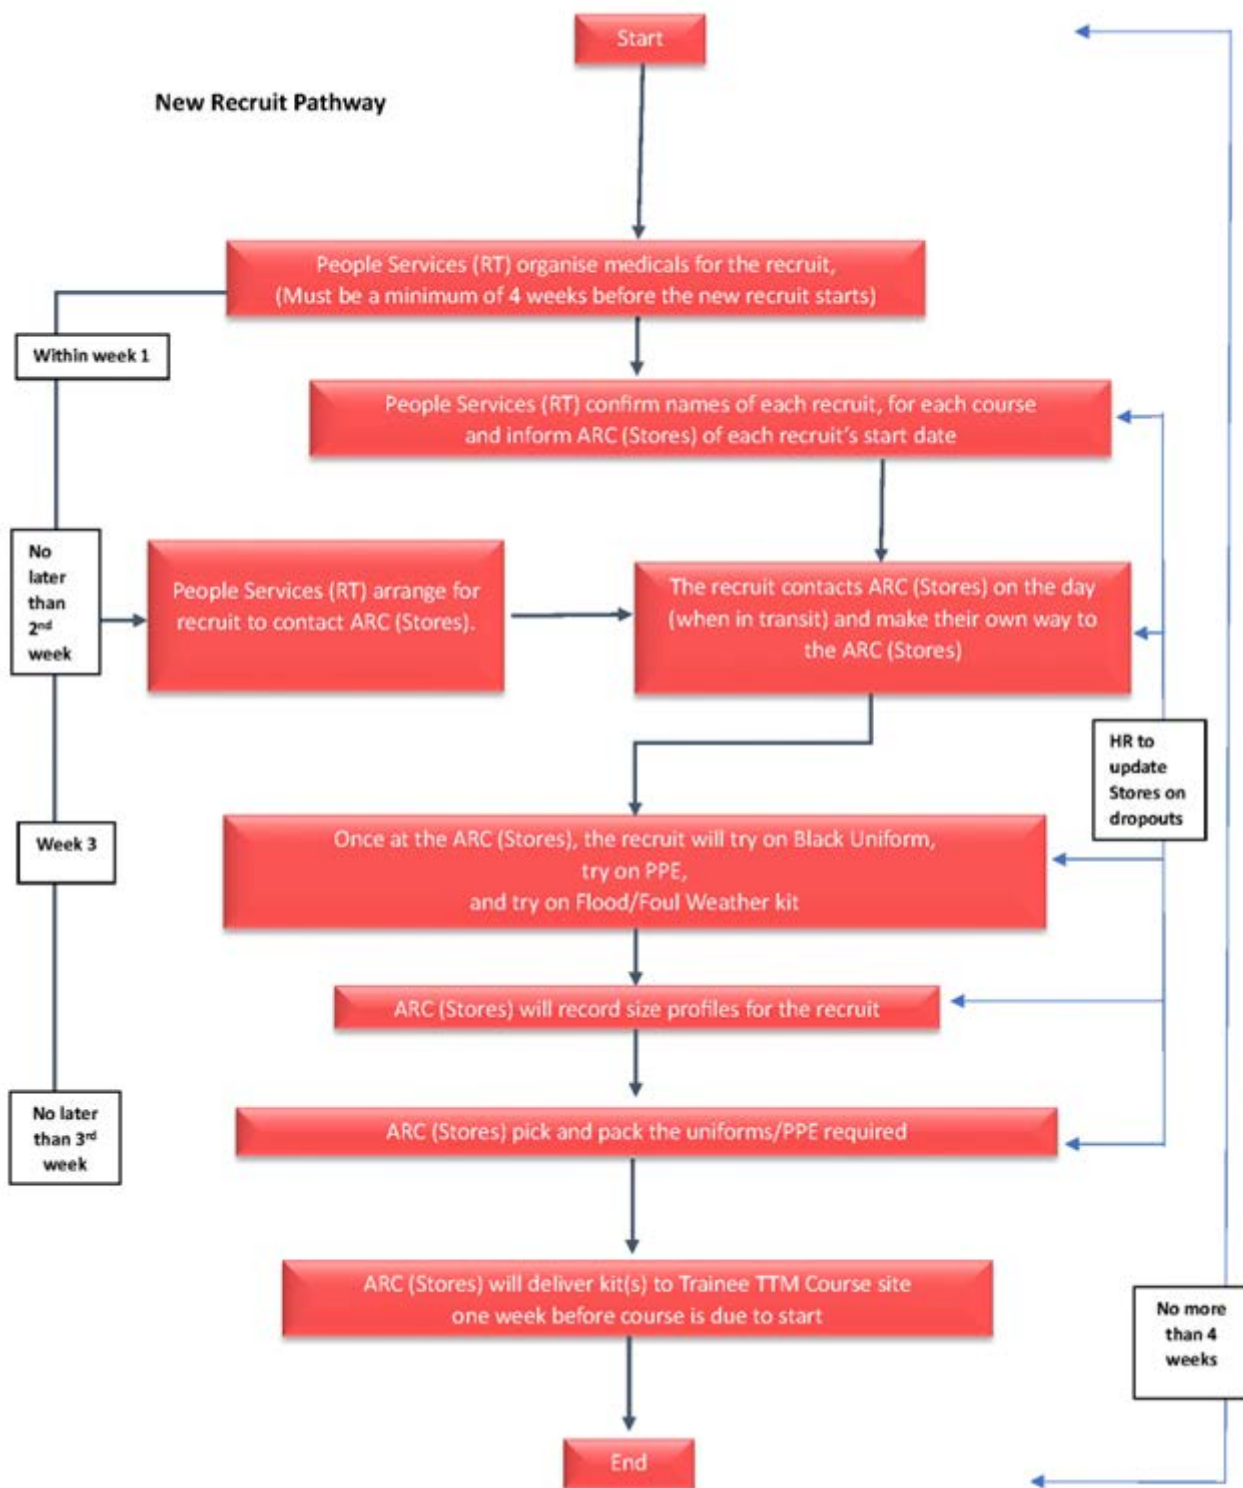 Start
New Recruit Pathway
People Services (RT) organise medicals for the recruit,
(Must be a minimum of 4 weeks before the new recruit starts)
Within week 1
People Services (RT) confirm names of each recruit, for each course
and inform ARC (Stores) of each recruit's start date
No
later
than
2nd
week
People Services (RT) arrange for
recruit to contact ARC (Stores).
The recruit contacts ARC (Stores) on the day
(when in transit) and make their own way to
the ARC (Stores)
HR to
update
Stores on
dropouts
Week 3
Once at the ARC (Stores), the recruit will try on Black Uniform,
try on PPE,
and try on Flood/Foul Weather kit
ARC (Stores) will record size profiles for the recruit
No later
than 3rd
week
ARC (Stores) pick and pack the uniforms/PPE required
ARC (Stores) will deliver kit(s) to Trainee TTM Course site
one week before course is due to start
No more
than 4
weeks
End